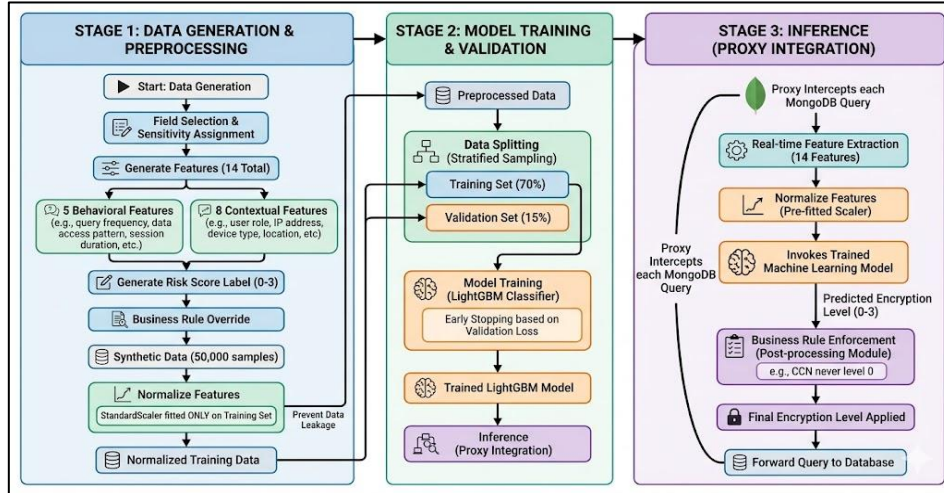 STAGE 1: DATA GENERATION &
PREPROCESSING
Start: Data Generation
Field Selection &
Sensitivity Assignment
Generate Features (14 Total)
5 Behavioral Features
(e.g., query frequency, data
access pattern, session
duration, etc.)
8 Contextual Features
(e.g., user role, IP address,
device type, location, etc)
Generate Risk Score Label (0-3)
Business Rule Override
Synthetic Data (50,000 samples)
Normalize Features
StandardScaler fitted ONLY on Training Set
Prevent Data
Leakage
Normalized Training Data
STAGE 2: MODEL TRAINING
& VALIDATION
Preprocessed Data
Data Splitting
(Stratified Sampling)
Training Set (70%)
Validation Set (15%)
Model Training
(LightGBM Classifier)
Early Stopping based on
Validation Loss
Trained LightGBM Model
Inference
(Proxy Integration)
STAGE 3: INFERENCE
(PROXY INTEGRATION)
Proxy Intercepts each
MongoDB Query
Real-time Feature Extraction
(14 Features)
Normalize Features
(Pre-fitted Scaler)
Proxy
Intercepts
each MongoDB
Query
Invokes Trained
Machine Learning Model
Predicted Encryption
Level (0-3)
Business Rule Enforcement
(Post-processing Module)
e.g., CCN never level 0
Final Encryption Level Applied
Forward Query to Database